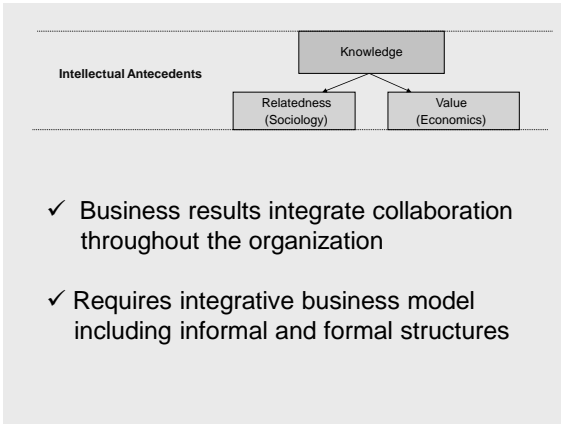 Knowledge
Intellectual Antecedents
Relatedness
(Sociology)
Value
(Economics)
✓ Business results integrate collaboration
throughout the organization
✓ Requires integrative business model
including informal and formal structures